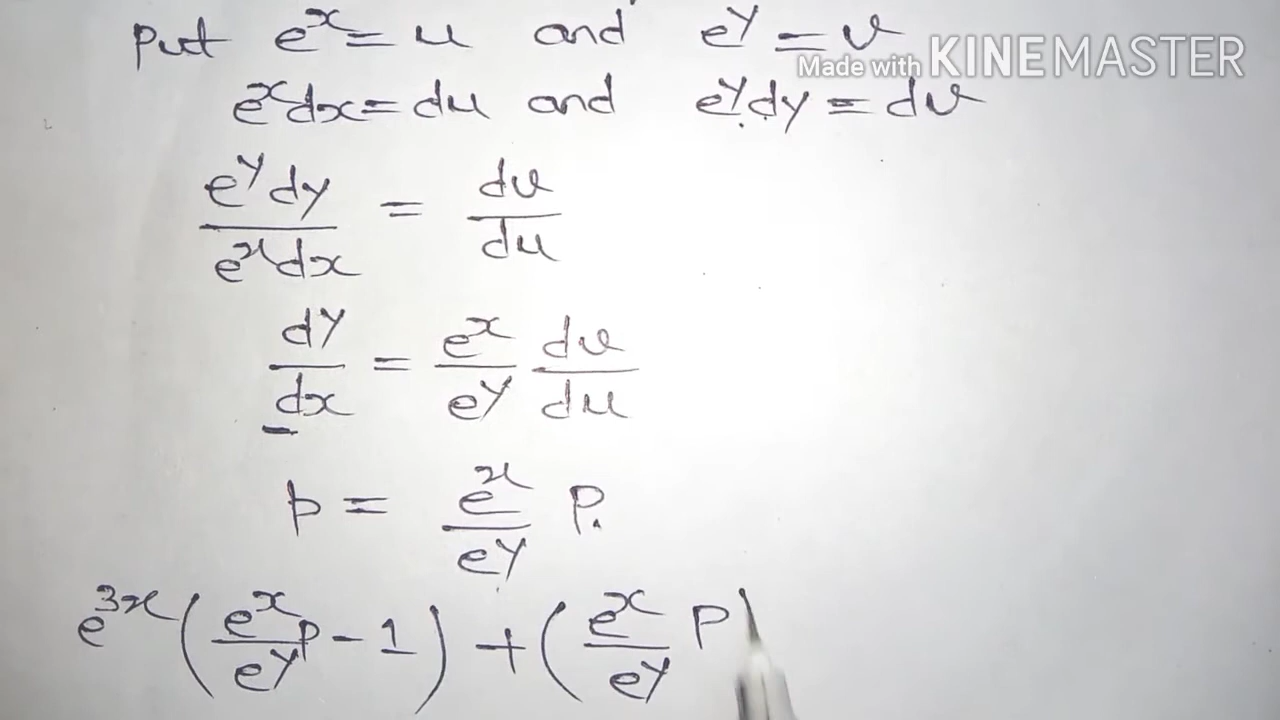 Put e^x = u and e^y = v
Made with KINEMASTER
e^x dx = du and e^y dy = dv
e^y dy / e^x dx = dv / du
dy / dx = e^x / e^y dv / du
p = e^x / e^y P.
e^3x ( e^x / e^y P - 1 ) + ( e^x / e^y P